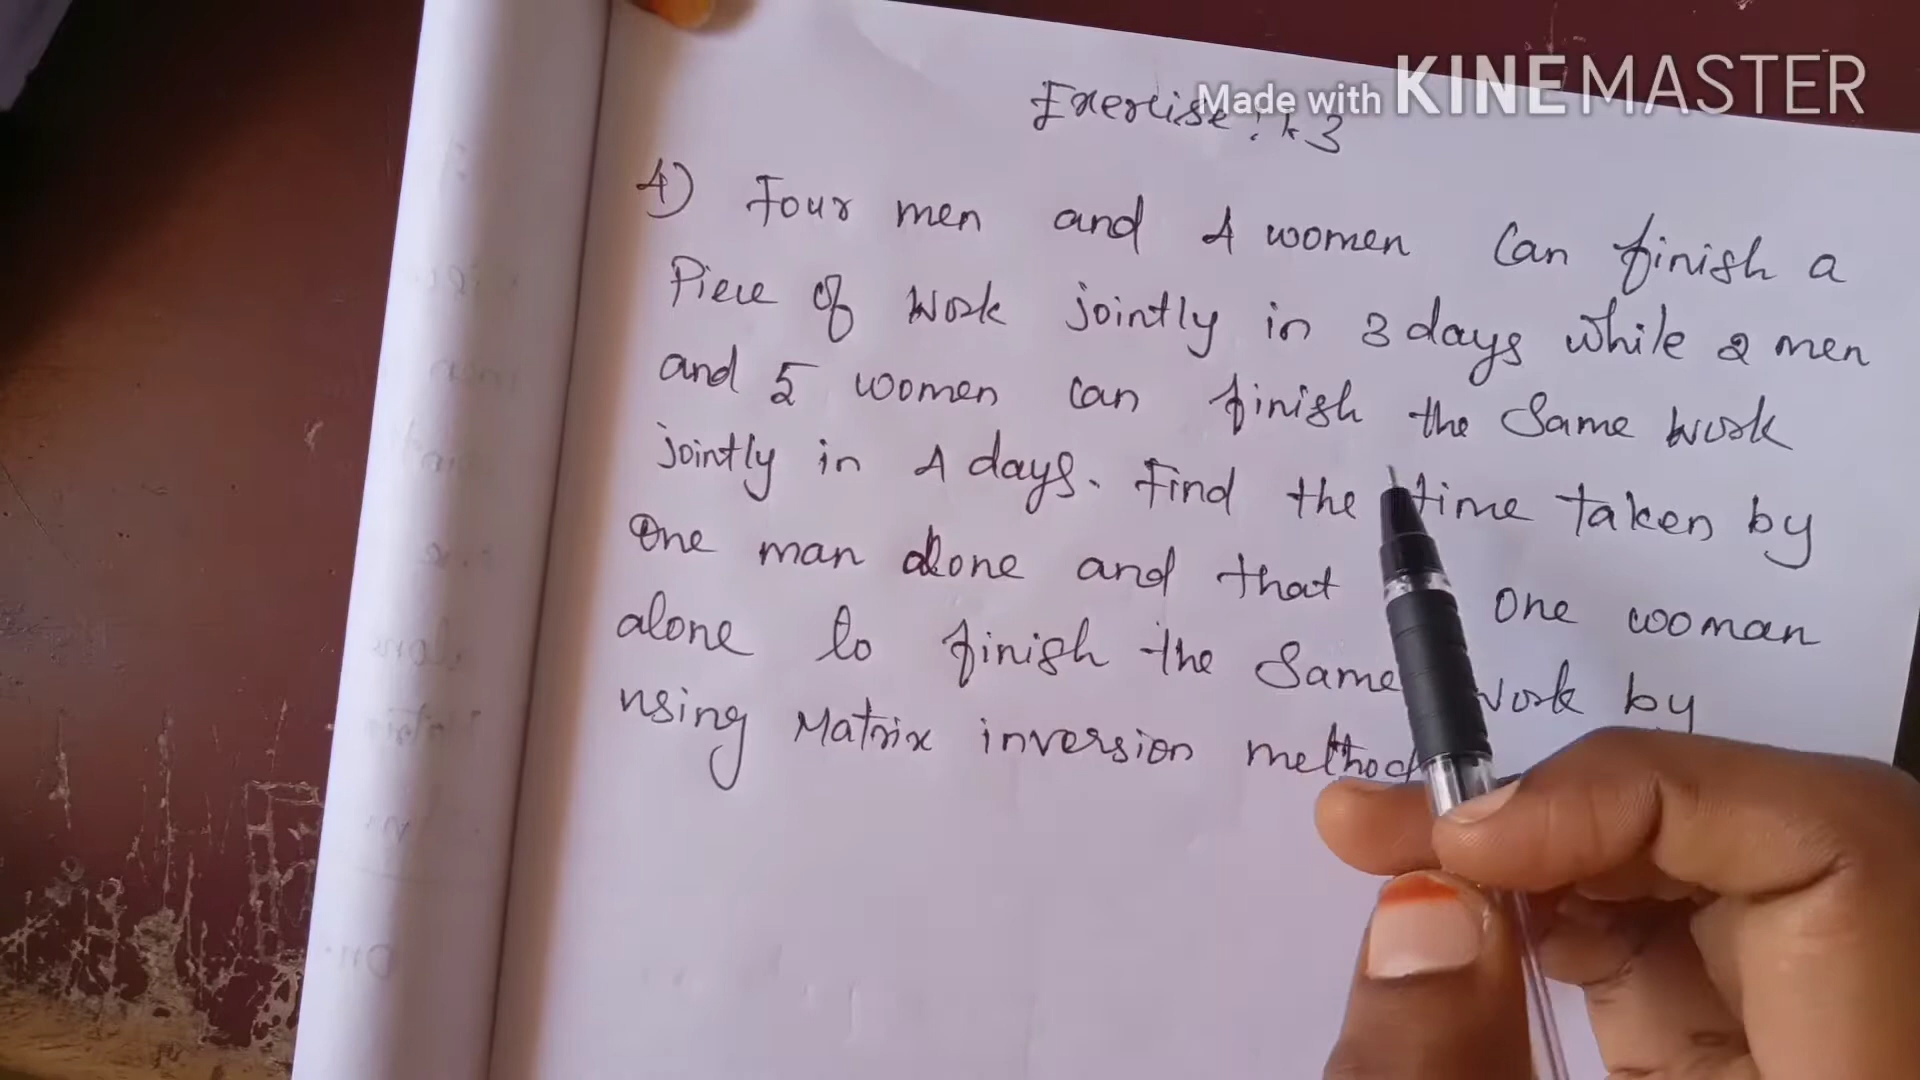 Made with KINEMASTER
Exercise: 1.3
4) Four men and 4 women can finish a
Piece of work jointly in 3 days while 2 men
and 5 women can finish the Same work
jointly in 4 days. Find the time taken by
One man alone and that one woman
alone to finish the Same work by
using Matrix inversion method